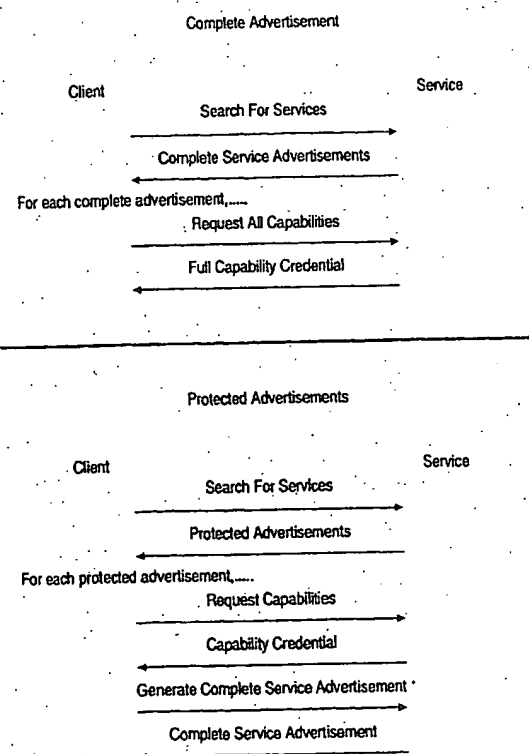 Complete Advertisement
Client
Service
Search For Services
Complete Service Advertisements
For each complete advertisement,.....
Request All Capabilities
Full Capability Credential
Protected Advertisements
Client
Service
Search For Services
Protected Advertisements
For each protected advertisement,.....
Request Capabilities
Capability Credential
Generate Complete Service Advertisement
Complete Service Advertisement